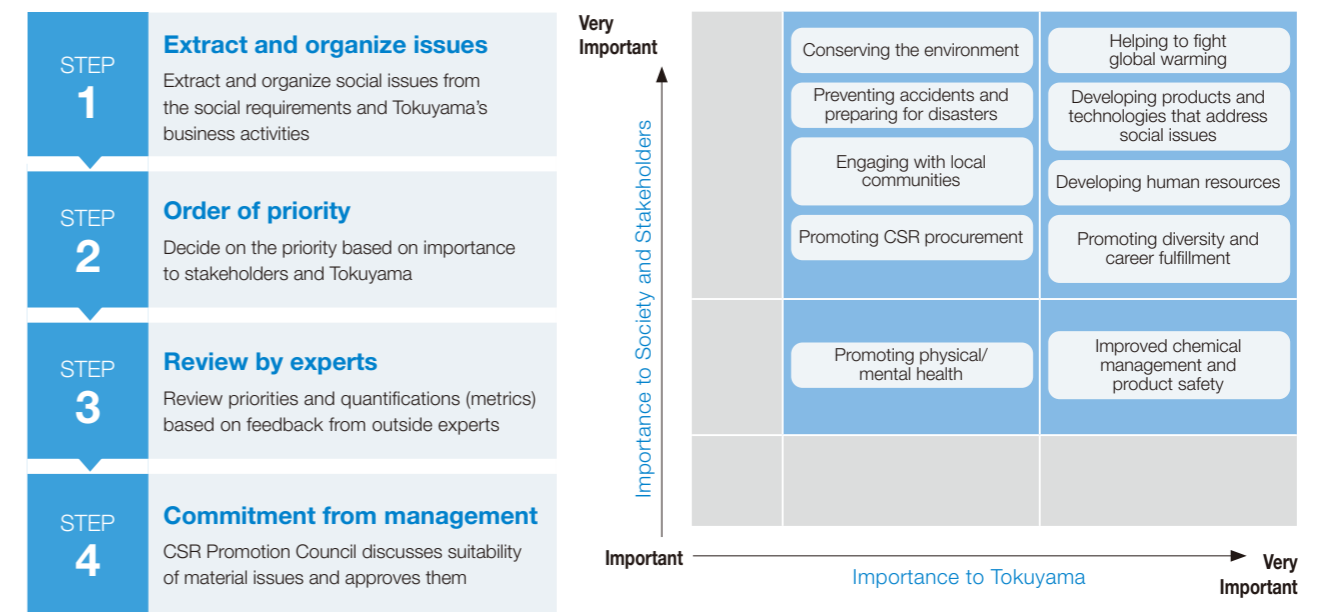 STEP
1
Extract and organize issues
Extract and organize social issues from
the social requirements and Tokuyama's
business activities
STEP
2
Order of priority
Decide on the priority based on importance
to stakeholders and Tokuyama
STEP
3
Review by experts
Review priorities and quantifications (metrics)
based on feedback from outside experts
STEP
4
Commitment from management
CSR Promotion Council discusses suitability
of material issues and approves them
Very
Important
Importance to Society and Stakeholders
Conserving the environment
Preventing accidents and
preparing for disasters
Engaging with local
communities
Promoting CSR procurement
Helping to fight
global warming
Developing products and
technologies that address
social issues
Developing human resources
Promoting diversity and
career fulfillment
Promoting physical/
mental health
Improved chemical
management and
product safety
Important
Importance to Tokuyama
Very
Important